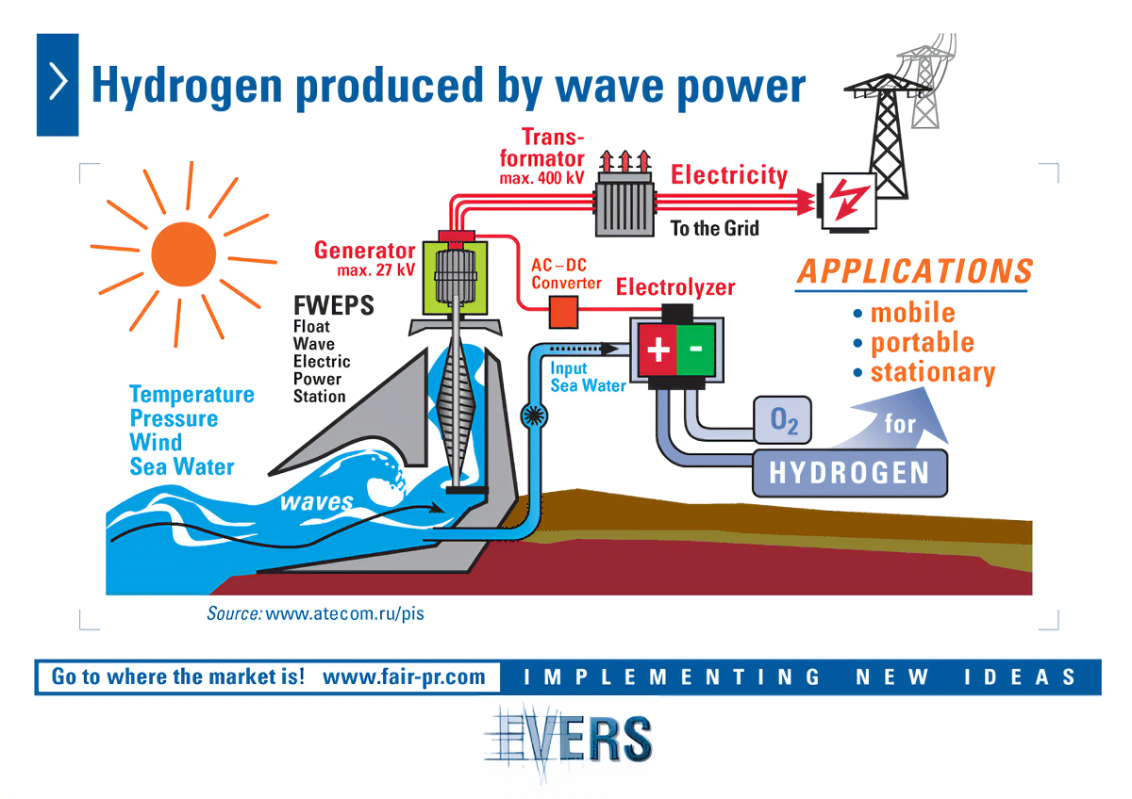 Hydrogen produced by wave power
Trans-
formator
max. 400 kV
Electricity
To the Grid
Generator
max. 27 kV
AC – DC
Converter
Electrolyzer
APPLICATIONS
• mobile
• portable
• stationary
FWEPS
Float
Wave
Electric
Power
Station
+ -
Input
Sea Water
Temperature
Pressure
Wind
Sea Water
O2
for
HYDROGEN
waves
Source: www.atecom.ru/pis
Go to where the market is! www.fair-pr.com
IMPLEMENTING NEW IDEAS
EVERS